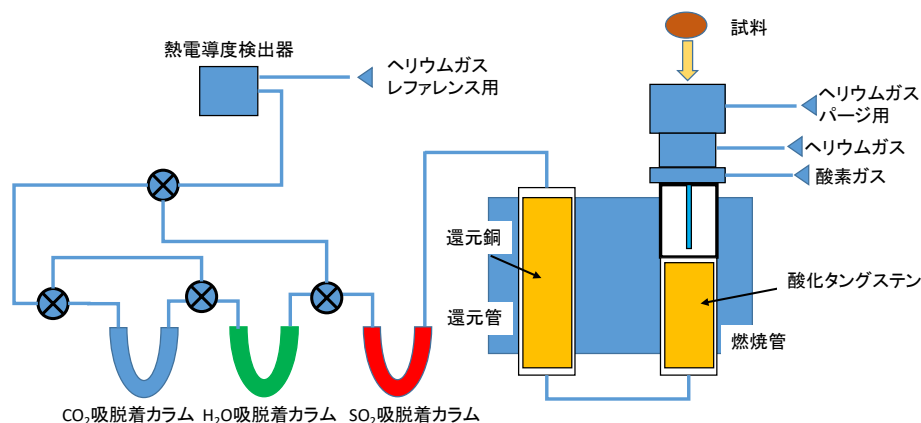 試料
熱電導度検出器
ヘリウムガス
レファレンス用
ヘリウムガス
パージ用
ヘリウムガス
酸素ガス
還元銅
酸化タングステン
還元管
燃焼管
CO₂吸脱着カラム
H₂O吸脱着カラム
SO₂吸脱着カラム